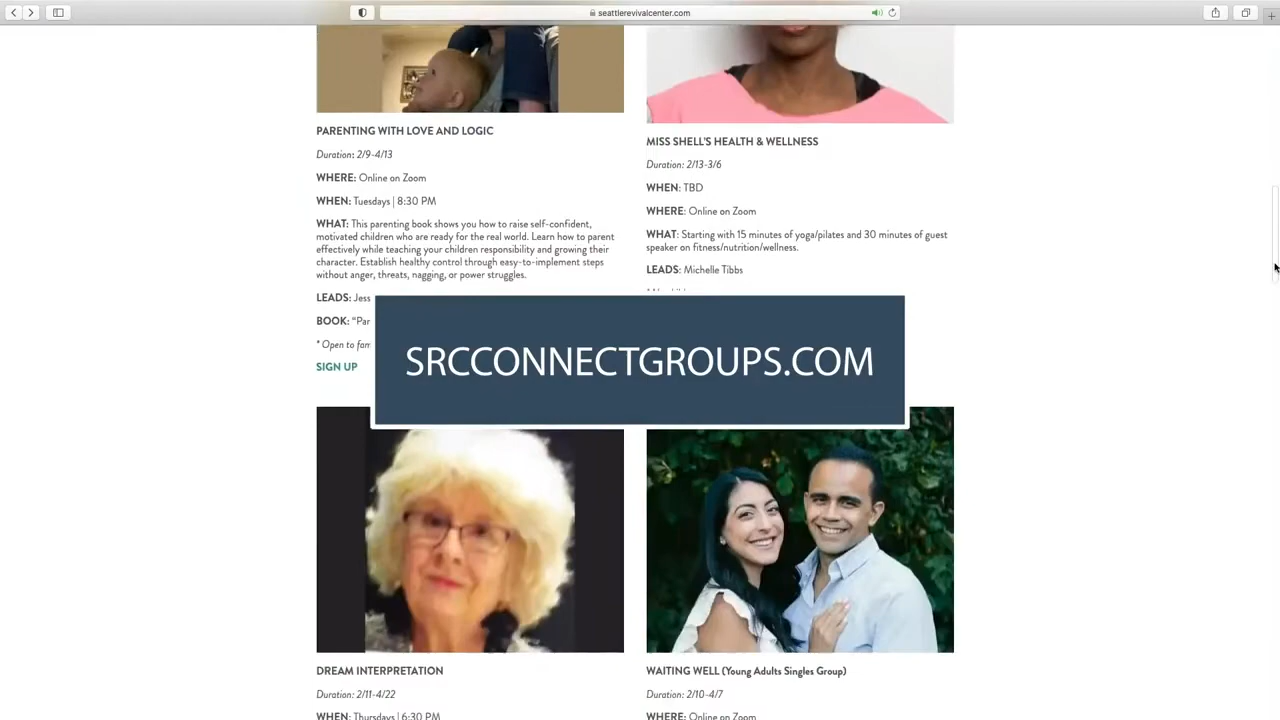 seattlerevivalcenter.com
PARENTING WITH LOVE AND LOGIC
Duration: 2/9-4/13
WHERE: Online on Zoom
WHEN: Tuesdays | 8:30 PM
WHAT: This parenting book shows you how to raise self-confident,
motivated children who are ready for the real world. Learn how to parent
effectively while teaching your children responsibility and growing their
character. Establish healthy control through easy-to-implement steps
without anger, threats, nagging, or power struggles.
LEADS: Jess
BOOK: "Par
* Open to fam
SIGN UP
MISS SHELL'S HEALTH & WELLNESS
Duration: 2/13-3/6
WHEN: TBD
WHERE: Online on Zoom
WHAT: Starting with 15 minutes of yoga/pilates and 30 minutes of guest
speaker on fitness/nutrition/wellness.
LEADS: Michelle Tibbs
SRCCONNECTGROUPS.COM
DREAM INTERPRETATION
Duration: 2/11-4/22
WHEN: Thursdays | 6:30 PM
WAITING WELL (Young Adults Singles Group)
Duration: 2/10-4/7
WHERE: Online on Zoom